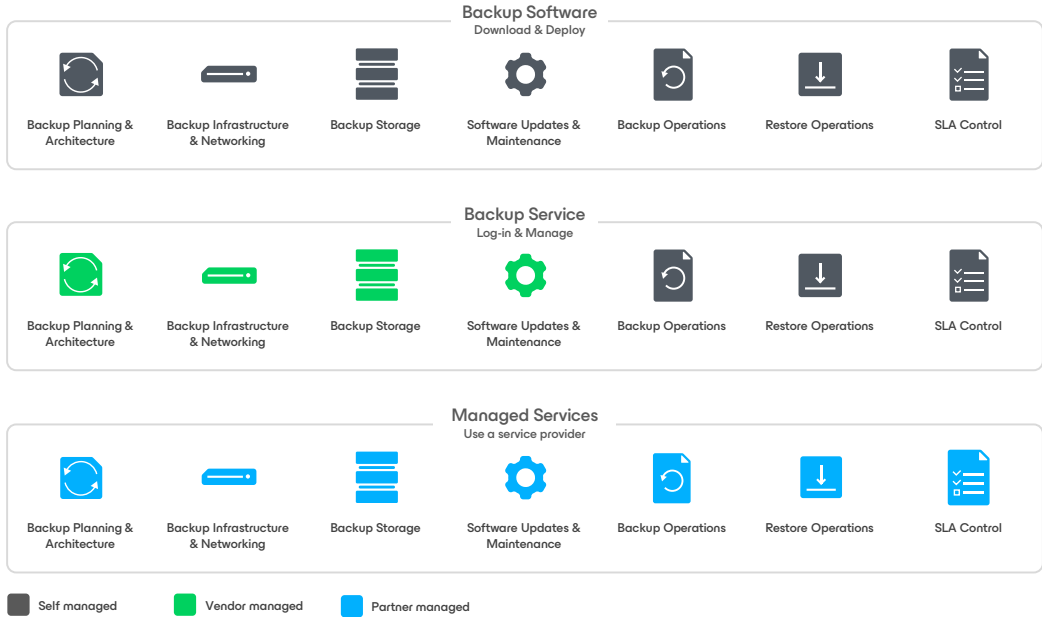 Backup Software
Download & Deploy
Backup Planning &
Architecture
Backup Infrastructure
& Networking
Backup Storage
Software Updates &
Maintenance
Backup Operations
Restore Operations
SLA Control
Backup Service
Log-in & Manage
Backup Planning &
Architecture
Backup Infrastructure
& Networking
Backup Storage
Software Updates &
Maintenance
Backup Operations
Restore Operations
SLA Control
Managed Services
Use a service provider
Backup Planning &
Architecture
Backup Infrastructure
& Networking
Backup Storage
Software Updates &
Maintenance
Backup Operations
Restore Operations
SLA Control
Self managed
Vendor managed
Partner managed